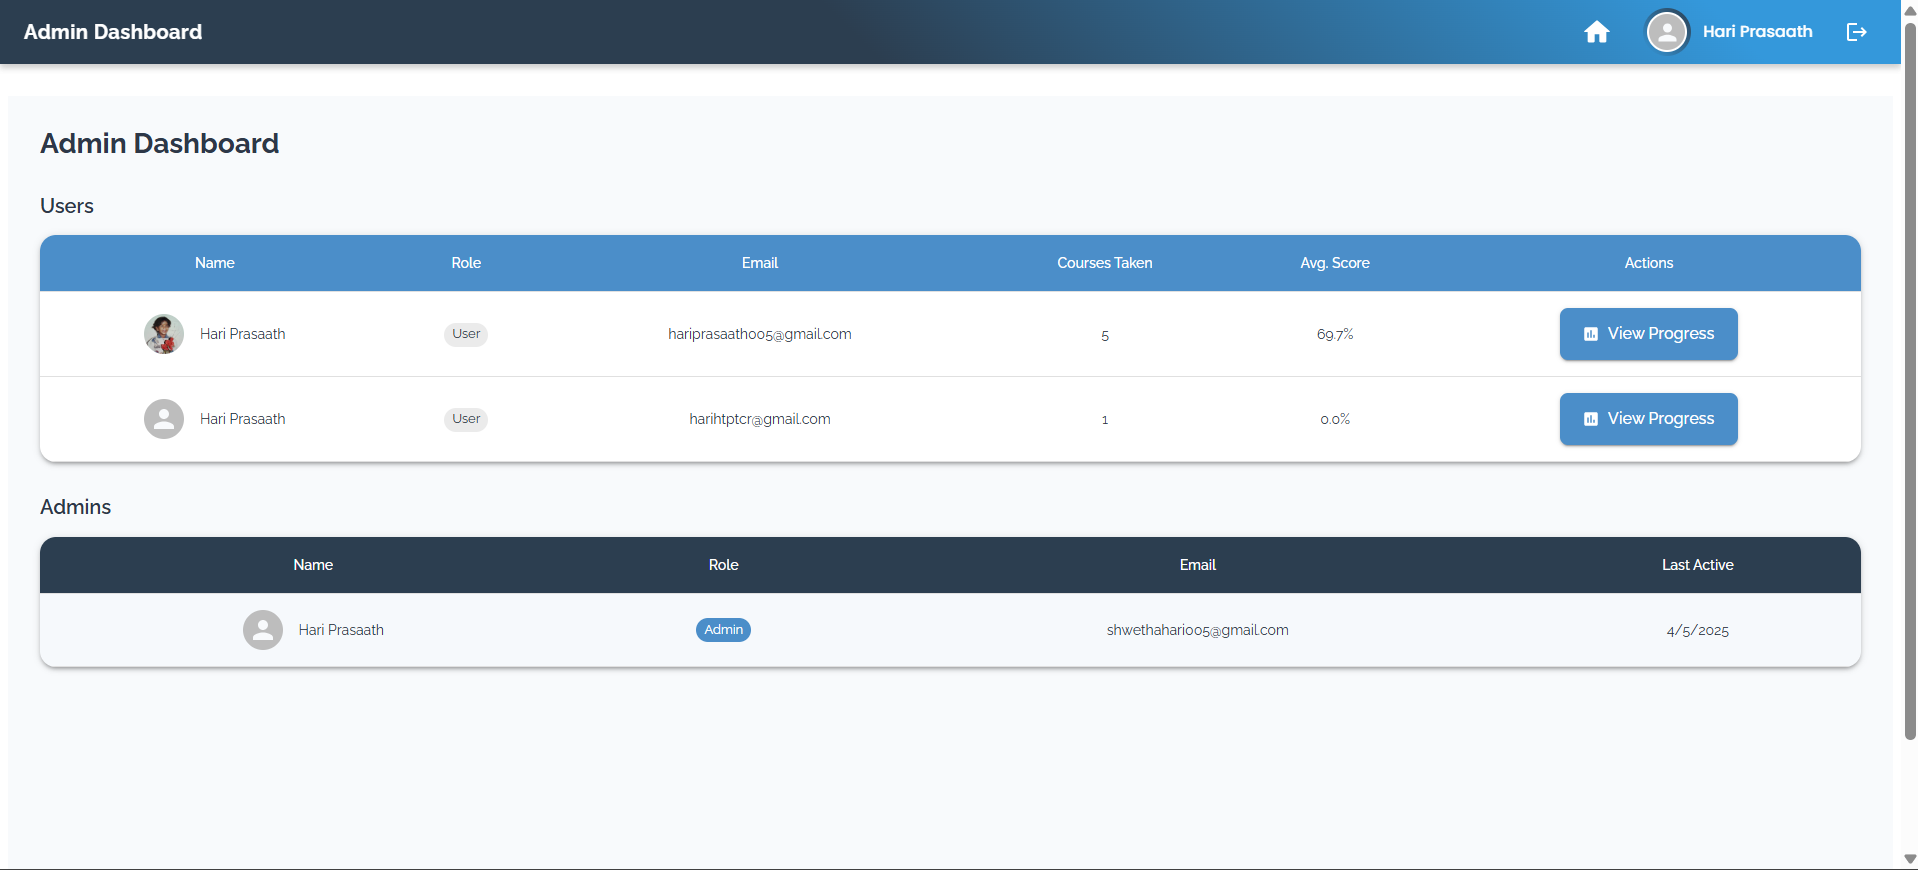 Admin Dashboard Hari Prasaath
Admin Dashboard
Users
Name Role Email Courses Taken Avg. Score Actions
Hari Prasaath User hariprasaath005@gmail.com 5 69.7% View Progress
Hari Prasaath User harihtptcr@gmail.com 1 0.0% View Progress
Admins
Name Role Email Last Active
Hari Prasaath Admin shwethahari005@gmail.com 4/5/2025